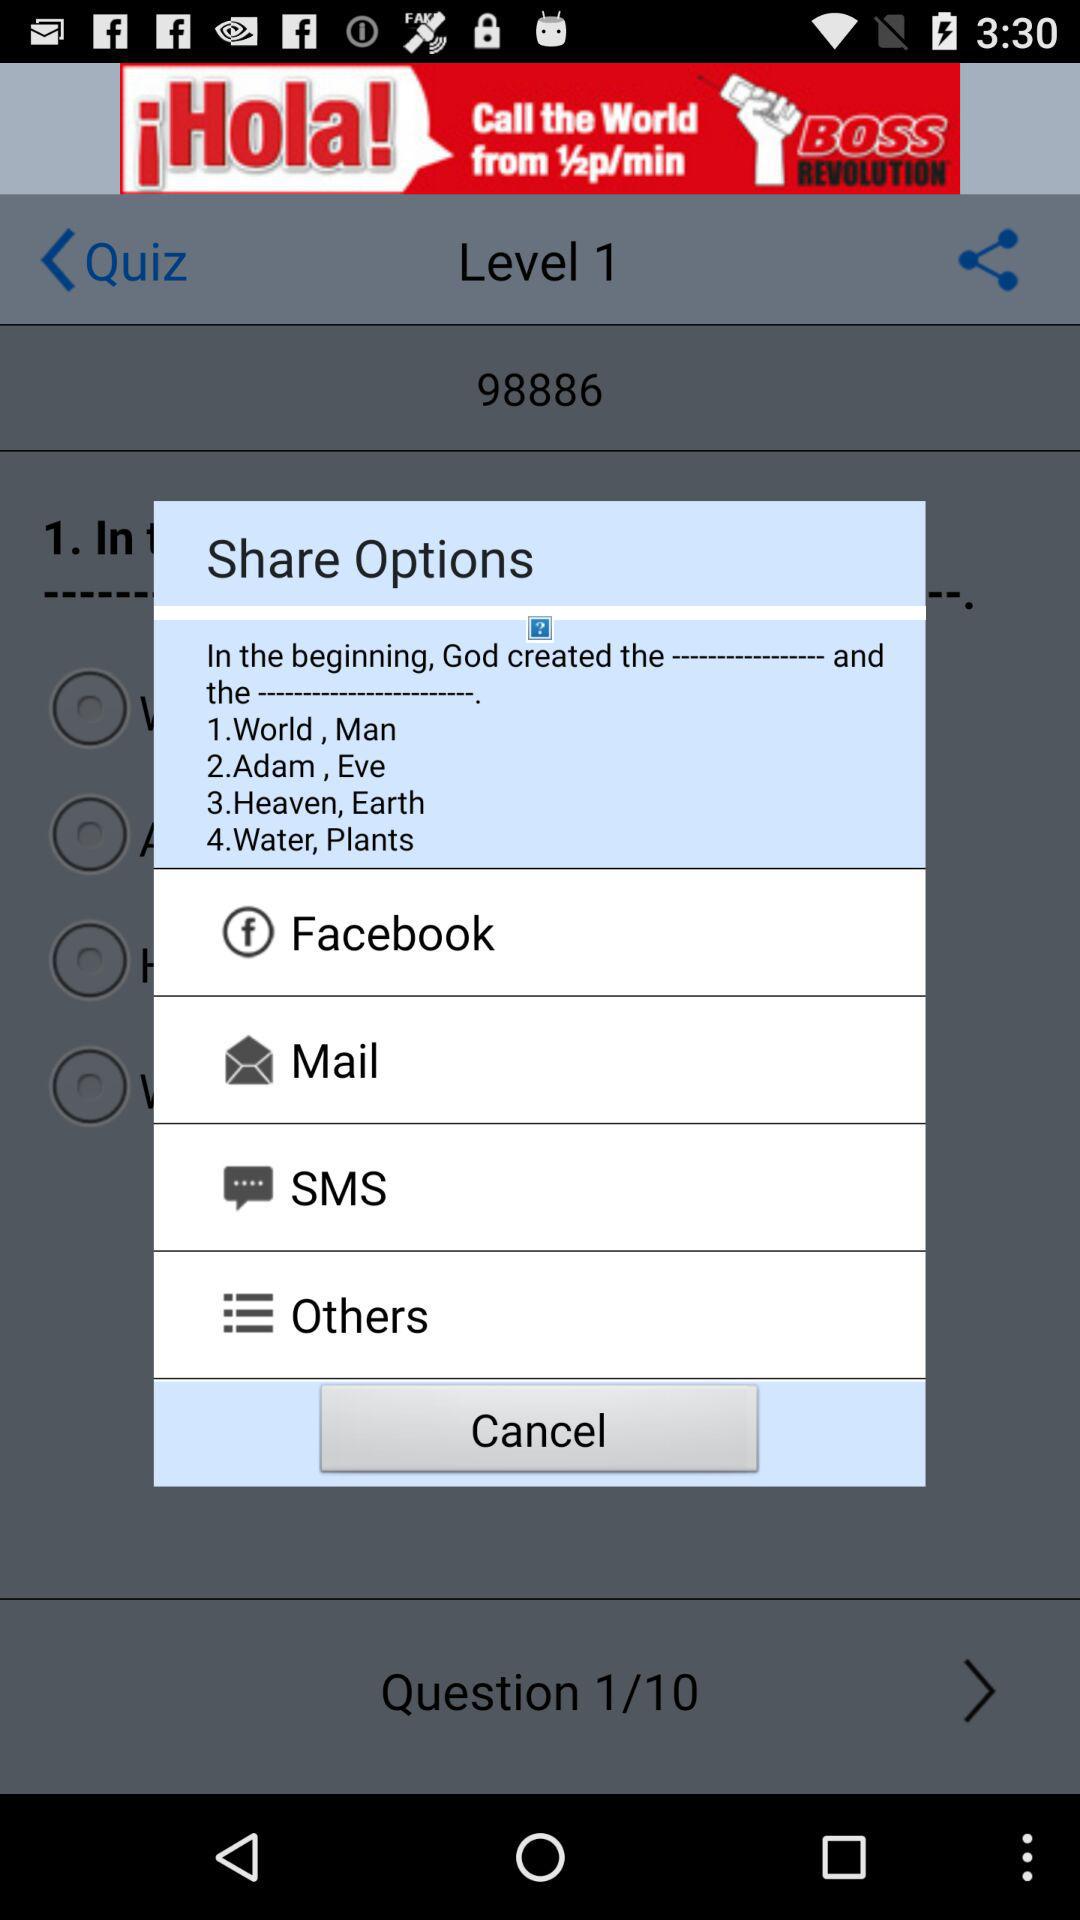 FAKE
3:30
¡Hola!
Call the World
from ½p/min
BOSS
REVOLUTION
Quiz
Level 1
98886
1. In
--.
Share Options
In the beginning, God created the ----------------- and
the ------------------------.
1.World , Man
2.Adam , Eve
3.Heaven, Earth
4.Water, Plants
Facebook
Mail
SMS
Others
Cancel
Question 1/10